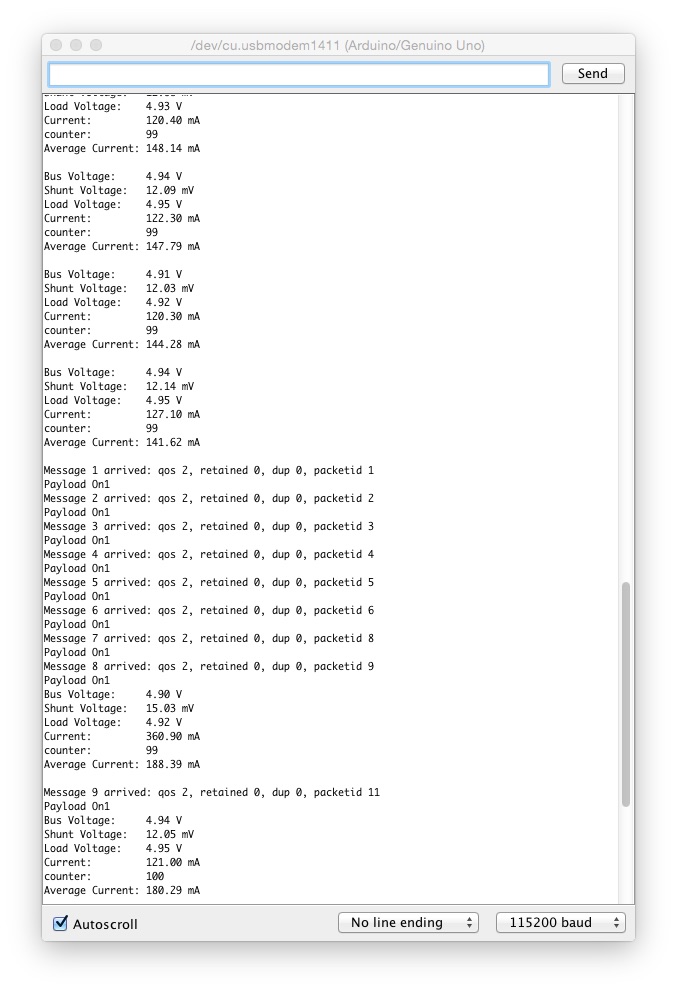 /dev/cu.usbmodem1411 (Arduino/Genuino Uno)
Send
Load Voltage: 4.93 V
Current: 120.40 mA
counter: 99
Average Current: 148.14 mA
Bus Voltage: 4.94 V
Shunt Voltage: 12.09 mV
Load Voltage: 4.95 V
Current: 122.30 mA
counter: 99
Average Current: 147.79 mA
Bus Voltage: 4.91 V
Shunt Voltage: 12.03 mV
Load Voltage: 4.92 V
Current: 120.30 mA
counter: 99
Average Current: 144.28 mA
Bus Voltage: 4.94 V
Shunt Voltage: 12.14 mV
Load Voltage: 4.95 V
Current: 127.10 mA
counter: 99
Average Current: 141.62 mA
Message 1 arrived: qos 2, retained 0, dup 0, packetid 1
Payload On1
Message 2 arrived: qos 2, retained 0, dup 0, packetid 2
Payload On1
Message 3 arrived: qos 2, retained 0, dup 0, packetid 3
Payload On1
Message 4 arrived: qos 2, retained 0, dup 0, packetid 4
Payload On1
Message 5 arrived: qos 2, retained 0, dup 0, packetid 5
Payload On1
Message 6 arrived: qos 2, retained 0, dup 0, packetid 6
Payload On1
Message 7 arrived: qos 2, retained 0, dup 0, packetid 8
Payload On1
Message 8 arrived: qos 2, retained 0, dup 0, packetid 9
Payload On1
Bus Voltage: 4.90 V
Shunt Voltage: 15.03 mV
Load Voltage: 4.92 V
Current: 360.90 mA
counter: 99
Average Current: 188.39 mA
Message 9 arrived: qos 2, retained 0, dup 0, packetid 11
Payload On1
Bus Voltage: 4.94 V
Shunt Voltage: 12.05 mV
Load Voltage: 4.95 V
Current: 121.00 mA
counter: 100
Average Current: 180.29 mA
Autoscroll
No line ending
115200 baud